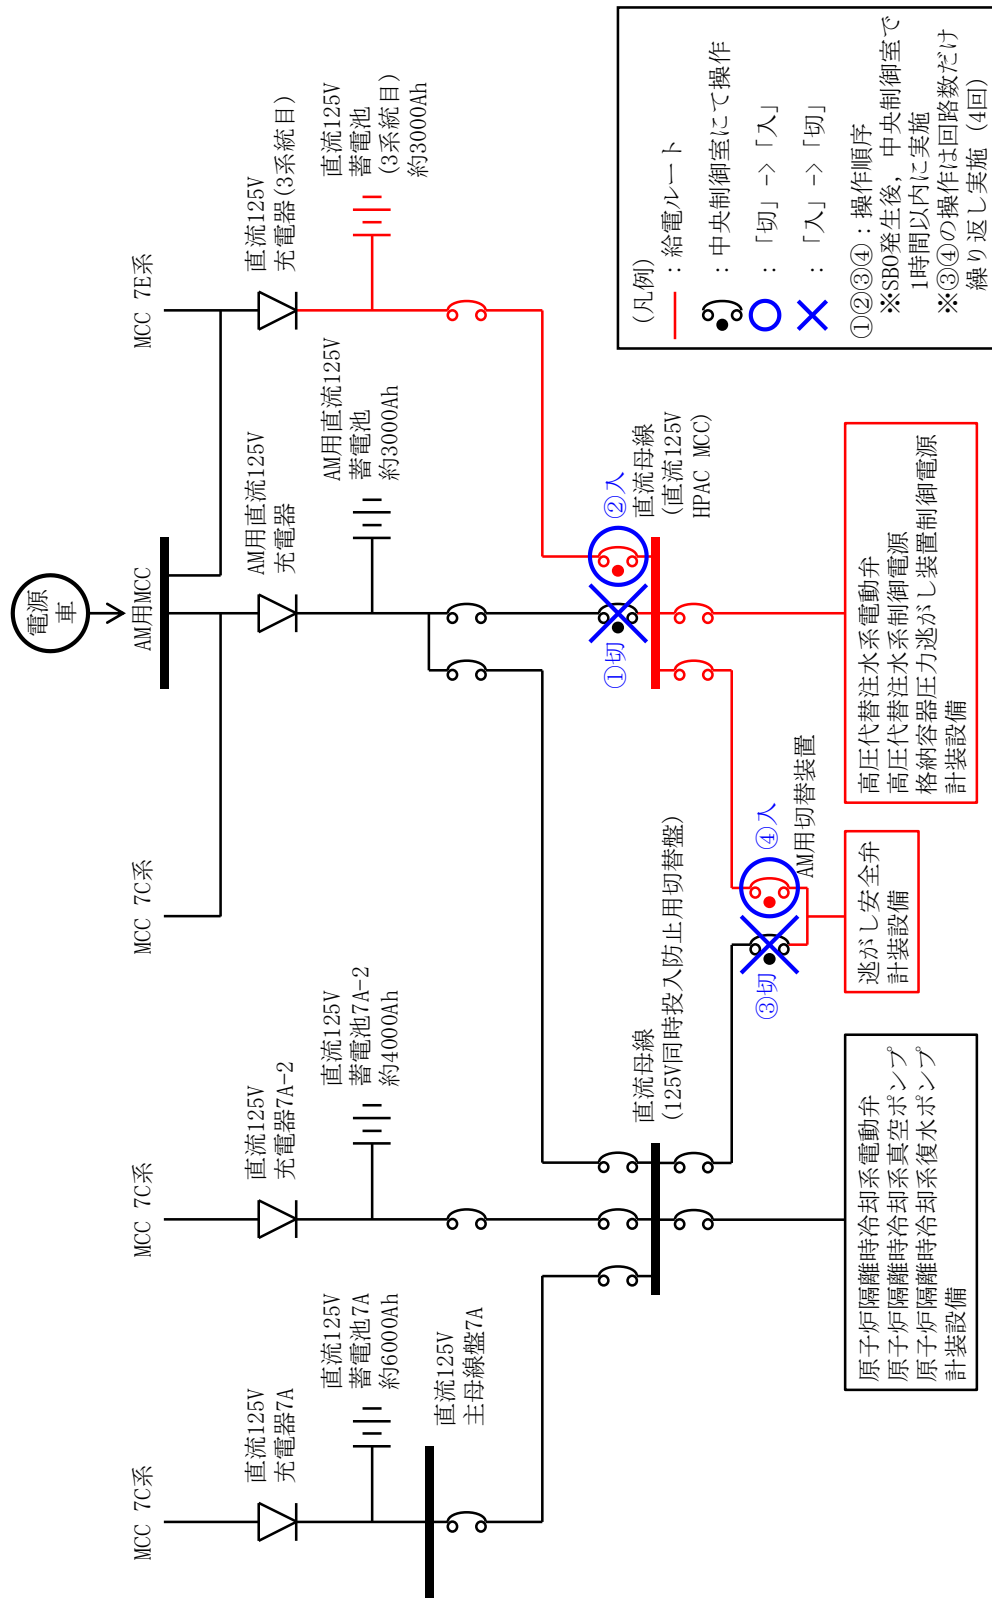 電源
車
AM用MCC
MCC 7C系
MCC 7C系
MCC 7C系
MCC 7E系
直流125V
充電器7A
直流125V
充電器7A-2
AM用直流125V
充電器
直流125V
充電器(3系統目)
直流125V
蓄電池7A
約6000Ah
直流125V
蓄電池7A-2
約4000Ah
AM用直流125V
蓄電池
約3000Ah
直流125V
蓄電池
(3系統目)
約3000Ah
直流125V
主母線盤7A
①切
②入
直流母線
(125V同時投入防止用切替盤)
直流母線
(直流125V
HPAC MCC)
③切
④入
AM用切替装置
原子炉隔離時冷却系電動弁
原子炉隔離時冷却系真空ポンプ
原子炉隔離時冷却系復水ポンプ
計装設備
逃がし安全弁
計装設備
高圧代替注水系電動弁
高圧代替注水系制御電源
格納容器圧力逃がし装置制御電源
計装設備
(凡例)
：給電ルート
：中央制御室にて操作
：「切」->「入」
：「入」->「切」
①②③④：操作順序
※SBO発生後，中央制御室で
1時間以内に実施
※③④の操作は回路数だけ
繰り返し実施（4回）